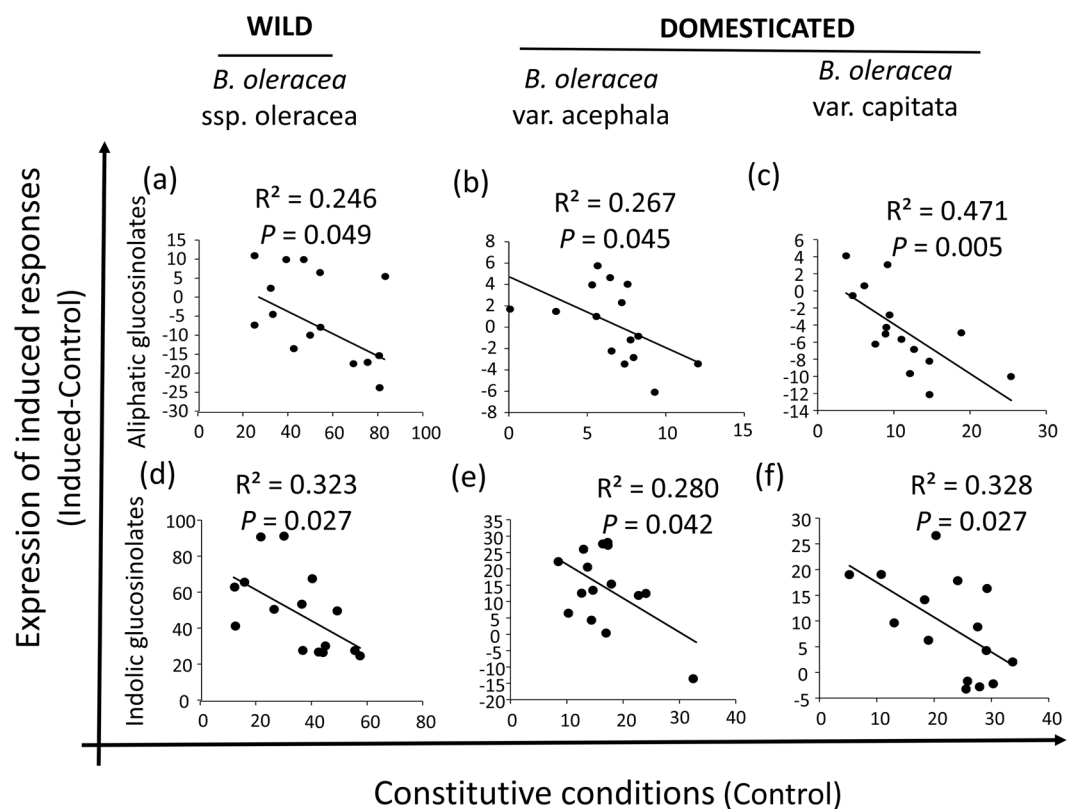 WILD
DOMESTICATED
B. oleracea
ssp. oleracea
B. oleracea
var. acephala
B. oleracea
var. capitata
Expression of induced responses
(Induced-Control)
Aliphatic glucosinolates
(a)
R² = 0.246
P = 0.049
15
10
5
0
-5
-10
-15
-20
-25
-30
0 20 40 60 80 100
(b)
R² = 0.267
P = 0.045
8
6
4
2
0
-2
-4
-6
-8
0 5 10 15
(c)
R² = 0.471
P = 0.005
6
4
2
0
-2
-4
-6
-8
-10
-12
-14
0 10 20 30
Indolic glucosinolates
(d)
R² = 0.323
P = 0.027
100
80
60
40
20
0
0 20 40 60 80
(e)
R² = 0.280
P = 0.042
35
30
25
20
15
10
5
0
-5
-10
-15
-20
0 10 20 30 40
(f)
R² = 0.328
P = 0.027
30
25
20
15
10
5
0
-5
0 10 20 30 40
Constitutive conditions (Control)